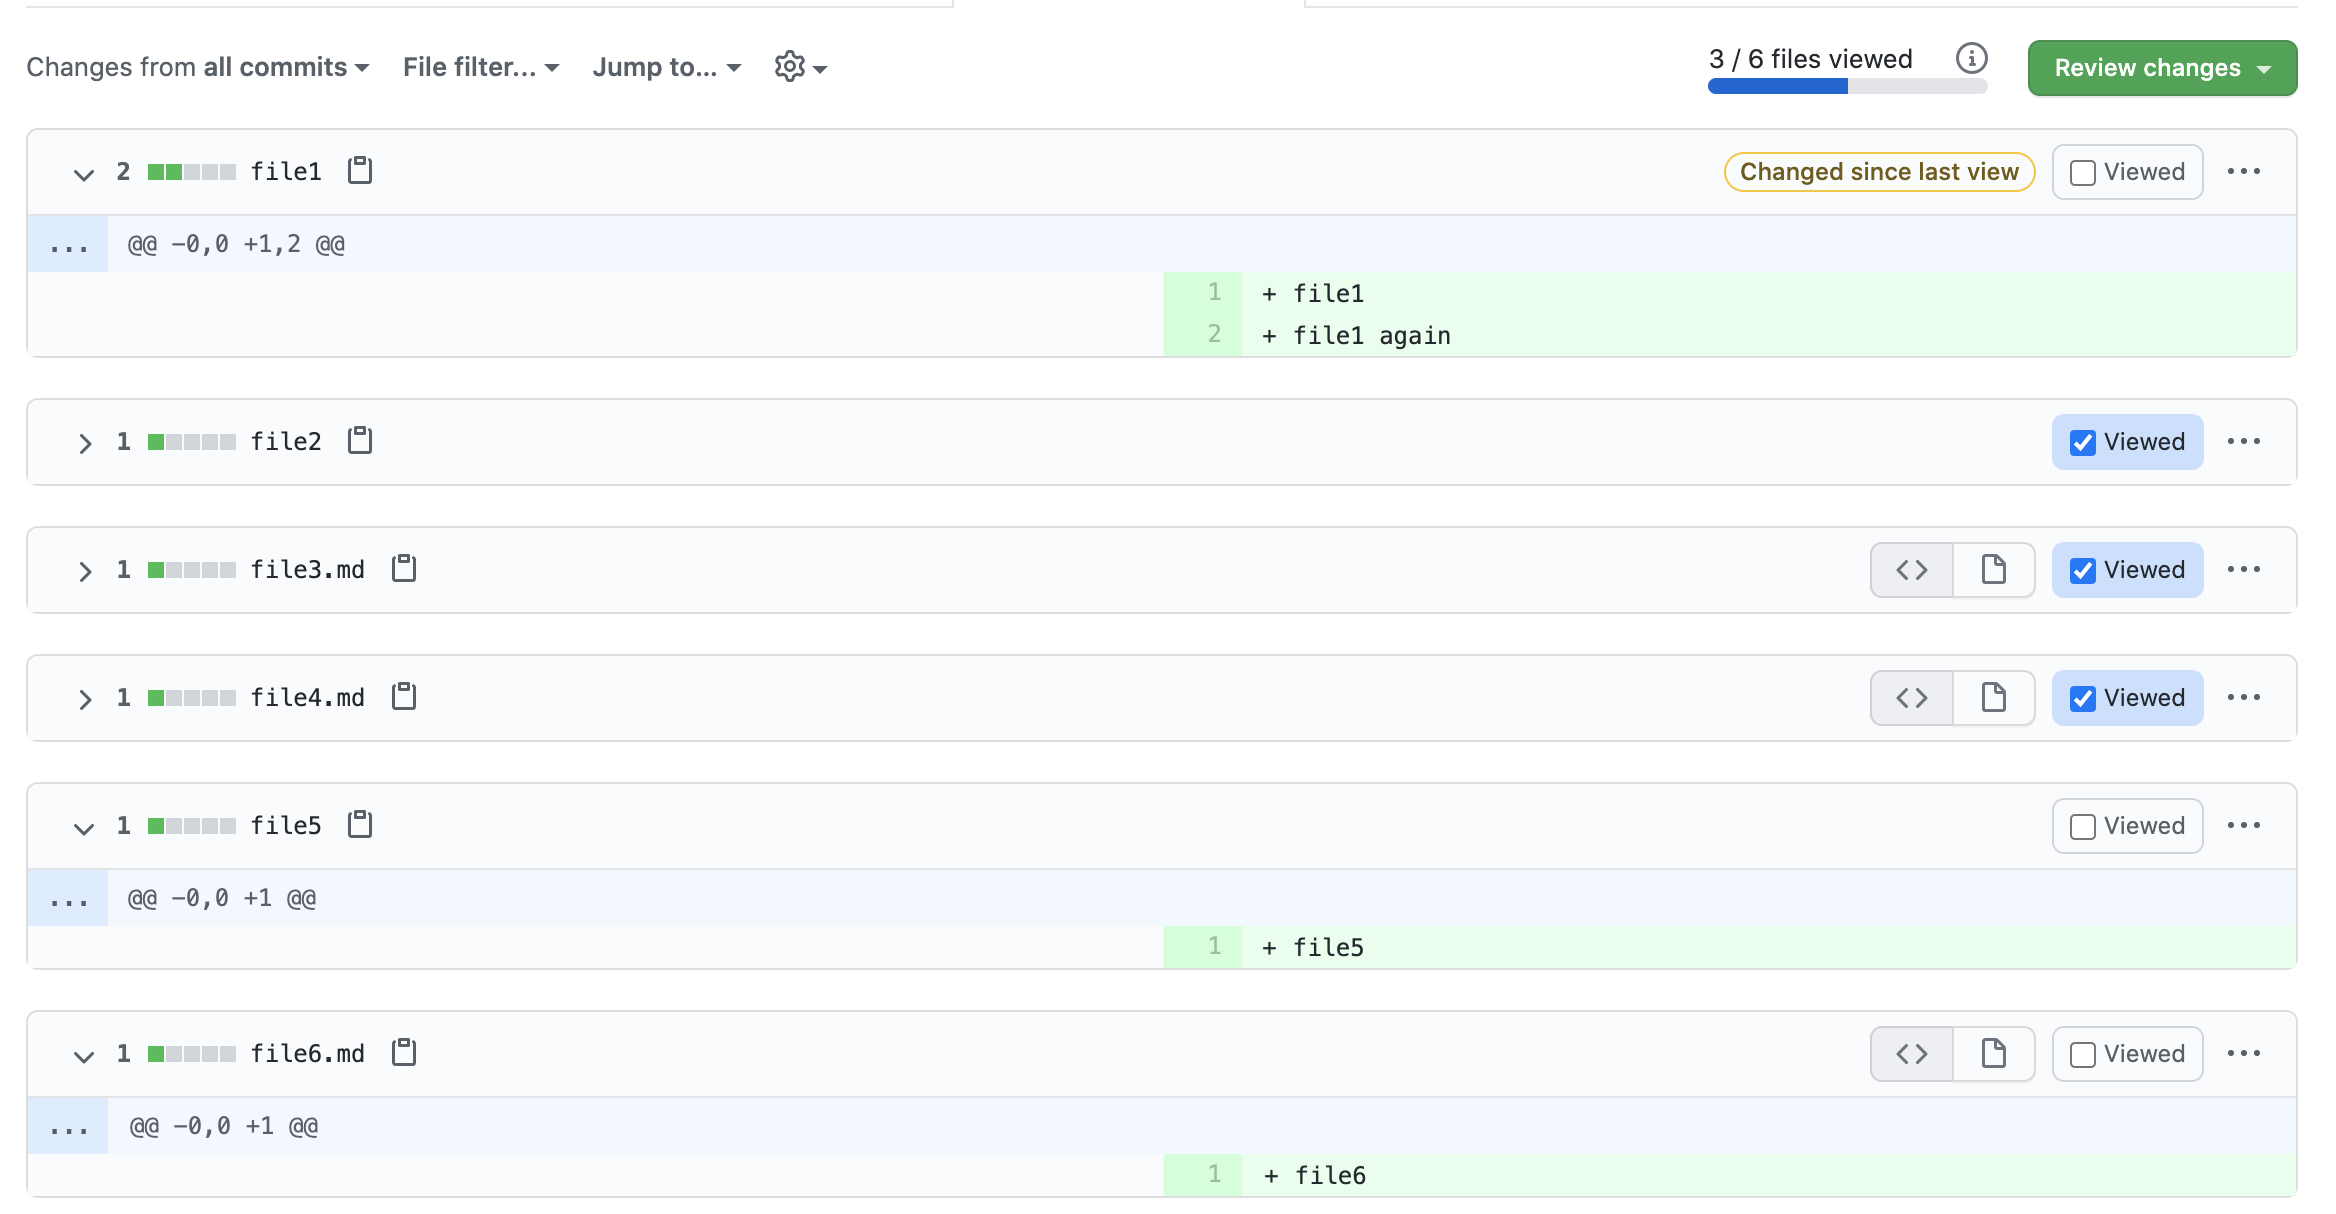 Changes from all commits File filter... Jump to... 3 / 6 files viewed Review changes
2 file1 Changed since last view Viewed ...
... @@ -0,0 +1,2 @@
1 + file1
2 + file1 again
1 file2 Viewed ...
1 file3.md <> Viewed ...
1 file4.md <> Viewed ...
1 file5 Viewed ...
... @@ -0,0 +1 @@
1 + file5
1 file6.md <> Viewed ...
... @@ -0,0 +1 @@
1 + file6